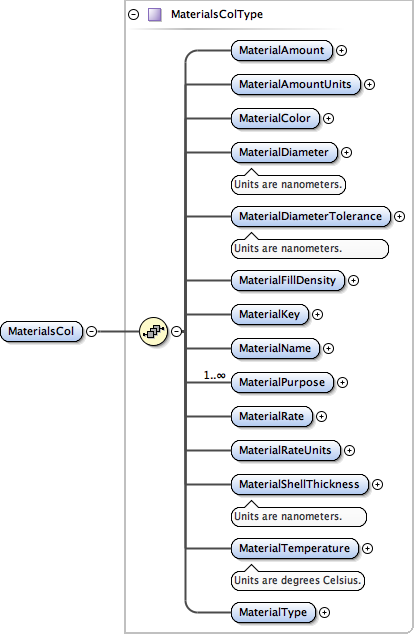 MaterialsColType
MaterialAmount
MaterialAmountUnits
MaterialColor
MaterialDiameter
Units are nanometers.
MaterialDiameterTolerance
Units are nanometers.
MaterialFillDensity
MaterialKey
MaterialsCol
MaterialName
1..∞
MaterialPurpose
MaterialRate
MaterialRateUnits
MaterialShellThickness
Units are nanometers.
MaterialTemperature
Units are degrees Celsius.
MaterialType